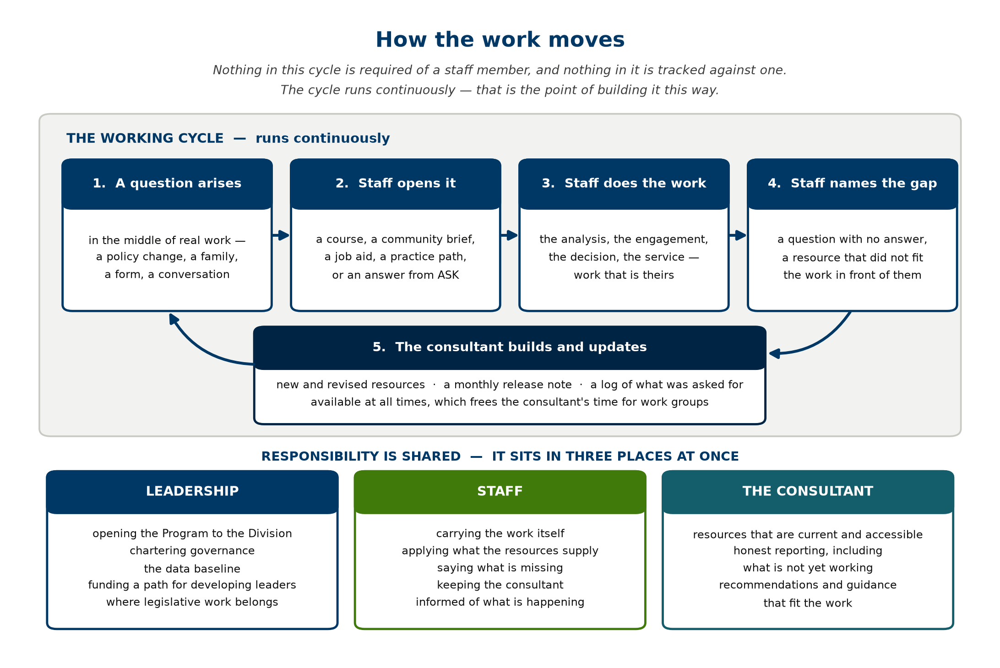 How the work moves
Nothing in this cycle is required of a staff member, and nothing in it is tracked against one.
The cycle runs continuously — that is the point of building it this way.
THE WORKING CYCLE — runs continuously
1. A question arises
in the middle of real work —
a policy change, a family,
a form, a conversation
2. Staff opens it
a course, a community brief,
a job aid, a practice path,
or an answer from ASK
3. Staff does the work
the analysis, the engagement,
the decision, the service —
work that is theirs
4. Staff names the gap
a question with no answer,
a resource that did not fit
the work in front of them
5. The consultant builds and updates
new and revised resources · a monthly release note · a log of what was asked for
available at all times, which frees the consultant's time for work groups
RESPONSIBILITY IS SHARED — IT SITS IN THREE PLACES AT ONCE
LEADERSHIP
opening the Program to the Division
chartering governance
the data baseline
funding a path for developing leaders
where legislative work belongs
STAFF
carrying the work itself
applying what the resources supply
saying what is missing
keeping the consultant
informed of what is happening
THE CONSULTANT
resources that are current and accessible
honest reporting, including
what is not yet working
recommendations and guidance
that fit the work